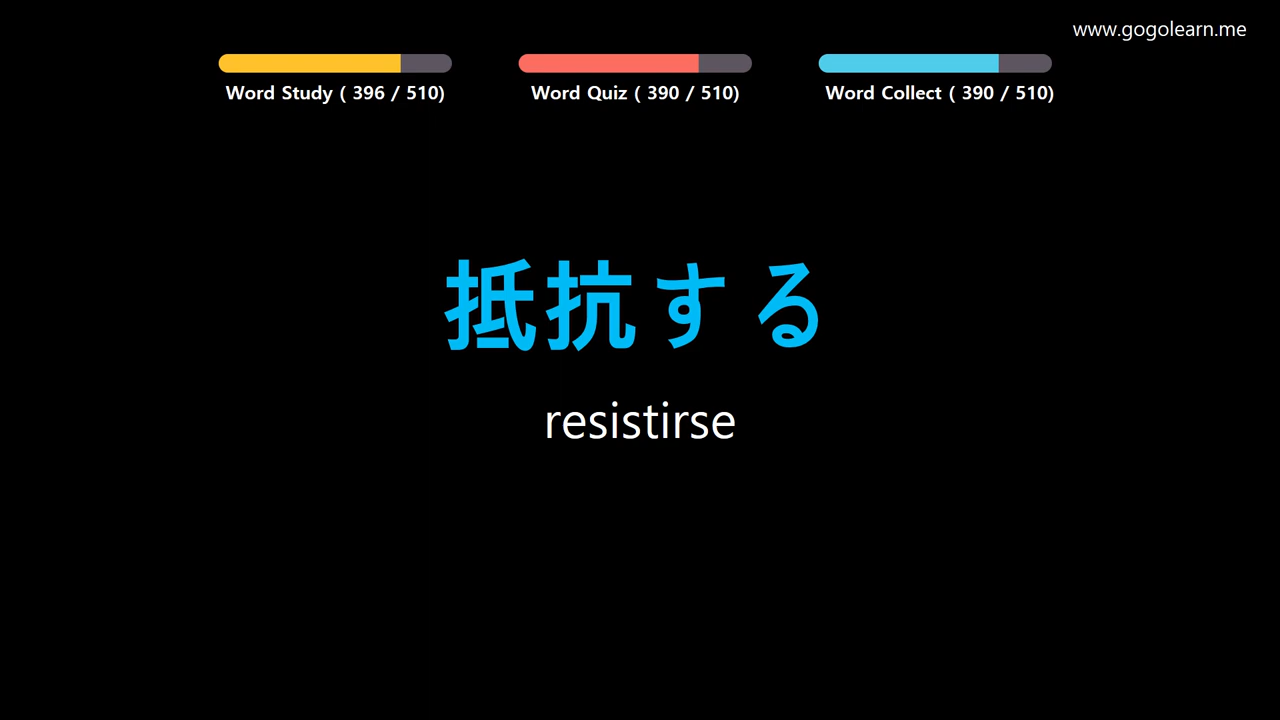 www.gogolearn.me
Word Study ( 396 / 510)
Word Quiz ( 390 / 510)
Word Collect ( 390 / 510)
抵抗する
resistirse